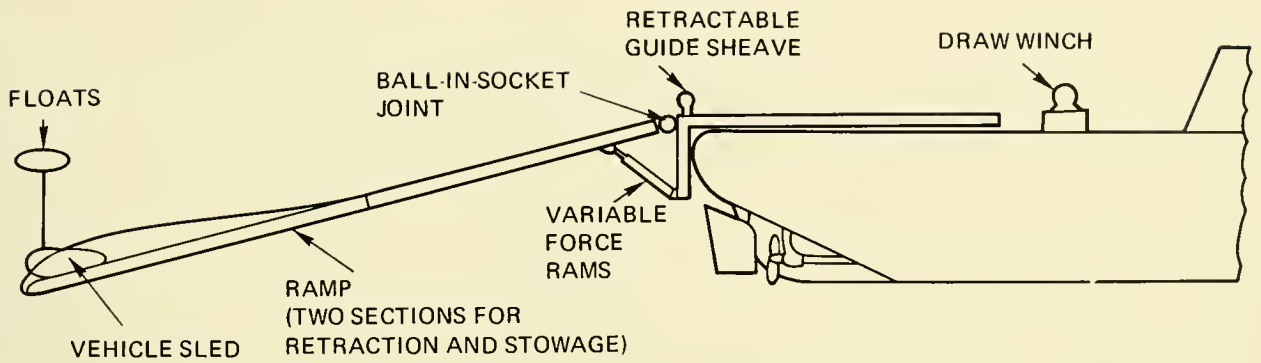 RETRACTABLE
GUIDE SHEAVE
DRAW WINCH
BALL-IN-SOCKET
JOINT
FLOATS
VARIABLE
FORCE
RAMS
RAMP
(TWO SECTIONS FOR
RETRACTION AND STOWAGE)
VEHICLE SLED